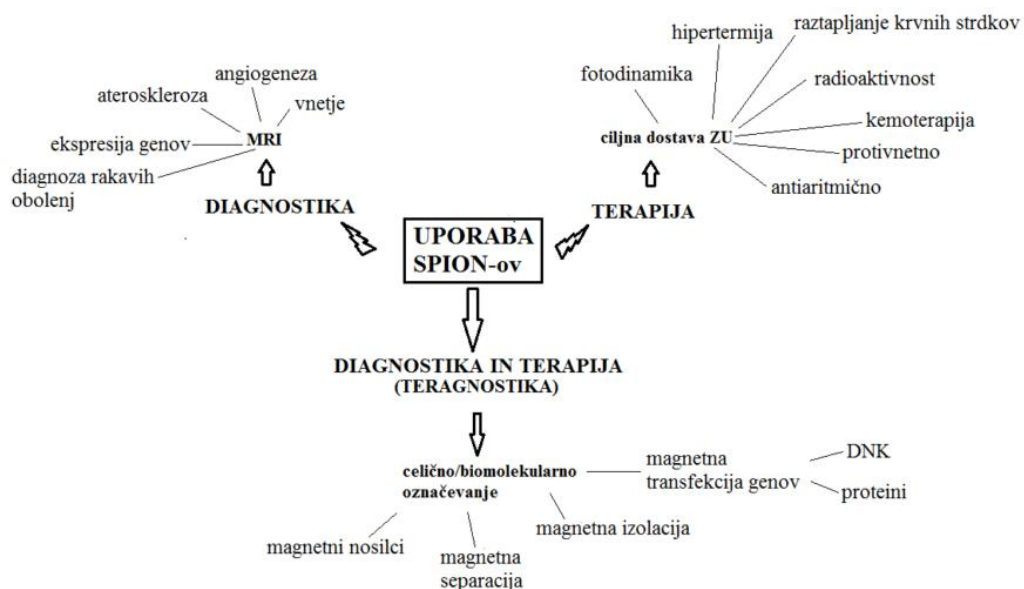 angiogeneza
ateroskleroza
vnetje
ekspresija genov
MRI
diagnoza rakavih
obolenj
DIAGNOSTIKA
hipertermija
raztapljanje krvnih strdkov
fotodinamika
radioaktivnost
ciljna dostava ZU
kemoterapija
protivnetno
antiaritmično
TERAPIJA
UPORABA
SPION-ov
DIAGNOSTIKA IN TERAPIJA
(TERAGNOSTIKA)
celično/biomolekularno
označevanje
magnetna
transfekcija genov
DNK
proteini
magnetni nosilci
magnetna
separacija
magnetna izolacija